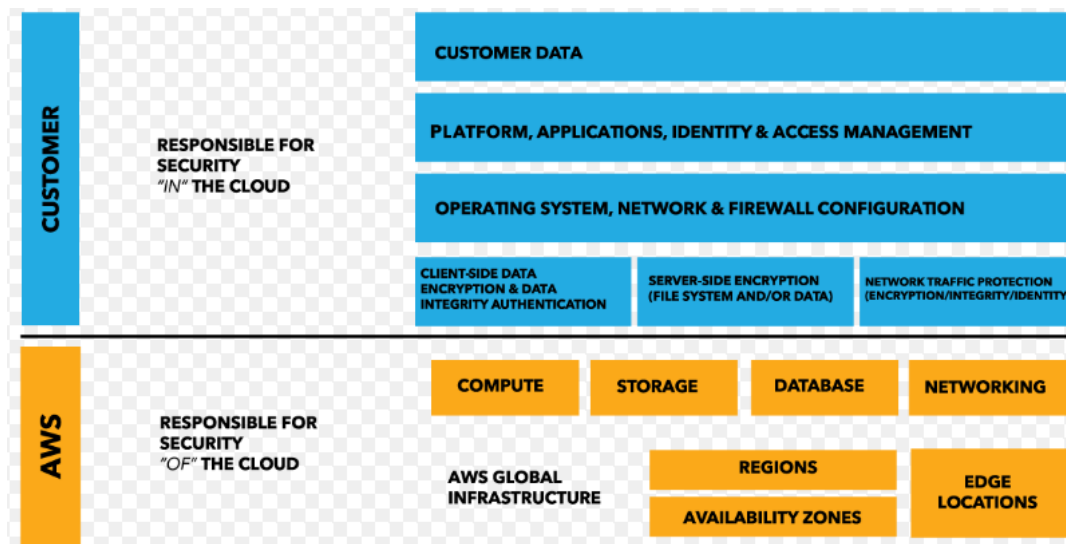 CUSTOMER
RESPONSIBLE FOR
SECURITY
"IN" THE CLOUD
CUSTOMER DATA
PLATFORM, APPLICATIONS, IDENTITY & ACCESS MANAGEMENT
OPERATING SYSTEM, NETWORK & FIREWALL CONFIGURATION
CLIENT-SIDE DATA
ENCRYPTION & DATA
INTEGRITY AUTHENTICATION
SERVER-SIDE ENCRYPTION
(FILE SYSTEM AND/OR DATA)
NETWORK TRAFFIC PROTECTION
(ENCRYPTION/INTEGRITY/IDENTITY
AWS
RESPONSIBLE FOR
SECURITY
"OF" THE CLOUD
COMPUTE
STORAGE
DATABASE
NETWORKING
AWS GLOBAL
INFRASTRUCTURE
REGIONS
AVAILABILITY ZONES
EDGE
LOCATIONS